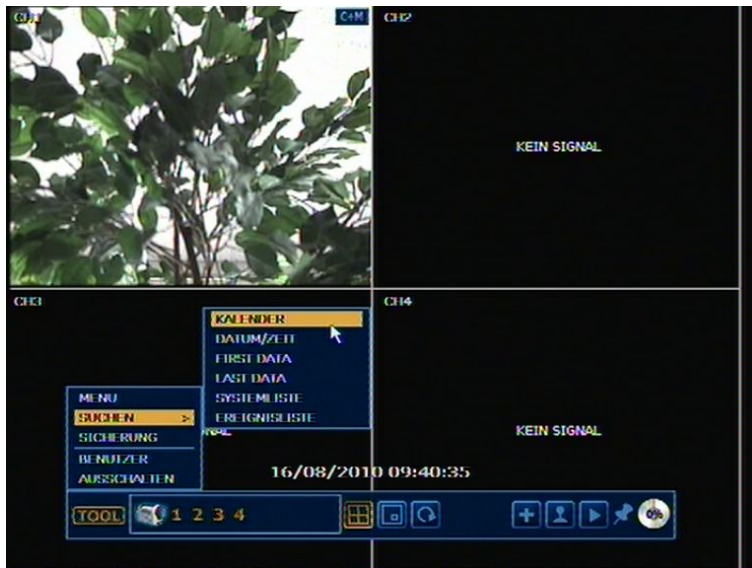 CH1
C+M
CH2
KEIN SIGNAL
CH3
CH4
KALENDER
DATUM/ZEIT
FIRST DATA
LAST DATA
SYSTEMLISTE
EREIGNISLISTE
MENU
SUCHEN >
SICHERUNG
BENUTZER
AUSSCHALTEN
KEIN SIGNAL
16/08/2010 09:40:35
TOOL 1 2 3 4
0%